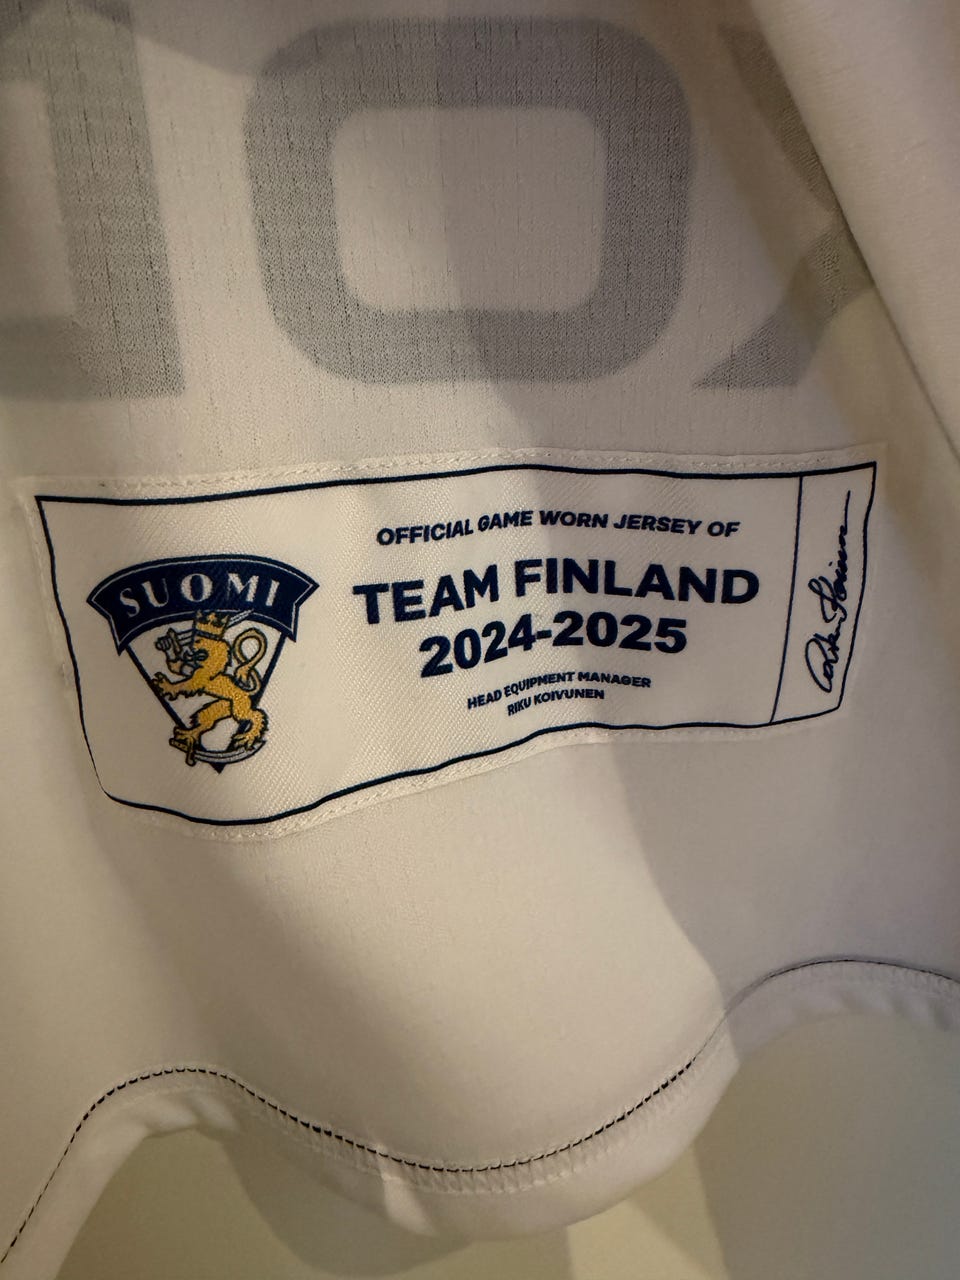 OFFICIAL GAME WORN JERSEY OF
SUOMI
TEAM FINLAND
2024-2025
HEAD EQUIPMENT MANAGER
RIKU KOIVUNEN